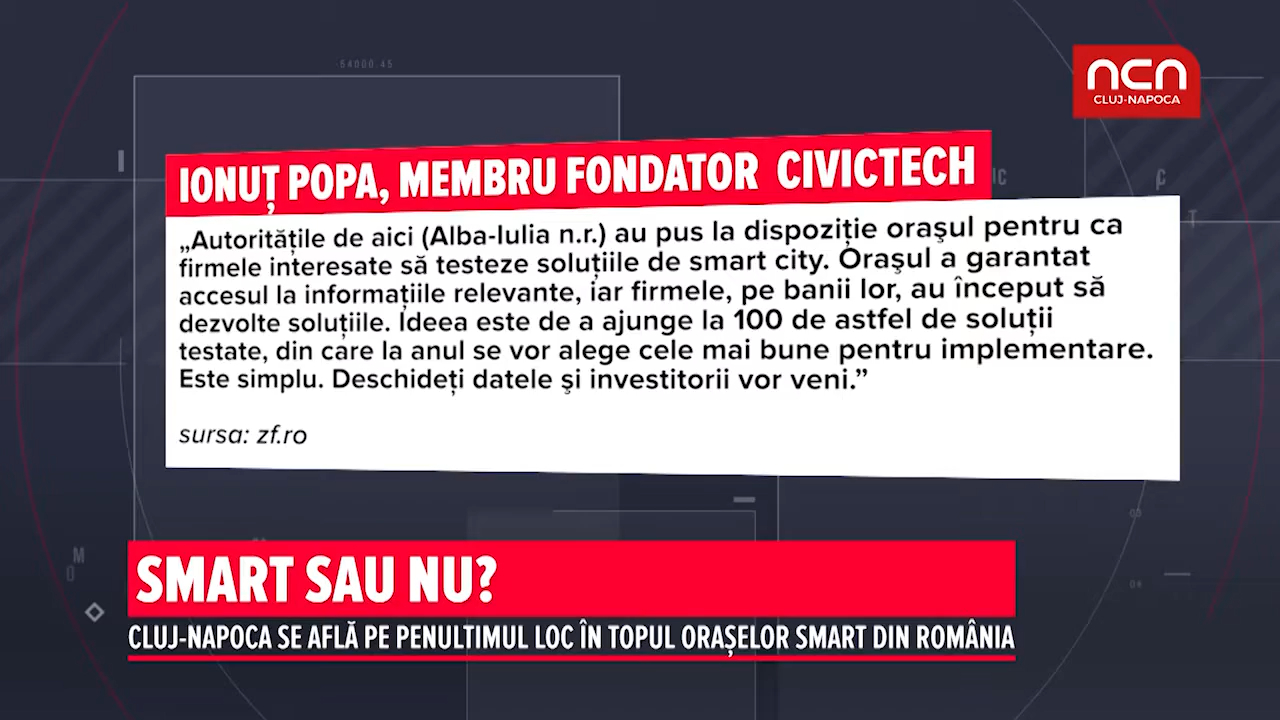 54000.45
ncn
CLUJ-NAPOCA
IONUȚ POPA, MEMBRU FONDATOR CIVICTECH
„Autoritățile de aici (Alba-Iulia n.r.) au pus la dispoziție orașul pentru ca
firmele interesate să testeze soluțiile de smart city. Orașul a garantat
accesul la informațiile relevante, iar firmele, pe banii lor, au început să
dezvolte soluțiile. Ideea este de a ajunge la 100 de astfel de soluții
testate, din care la anul se vor alege cele mai bune pentru implementare.
Este simplu. Deschideți datele şi investitorii vor veni.”
sursa: zf.ro
SMART SAU NU?
CLUJ-NAPOCA SE AFLĂ PE PENULTIMUL LOC ÎN TOPUL ORAȘELOR SMART DIN ROMÂNIA